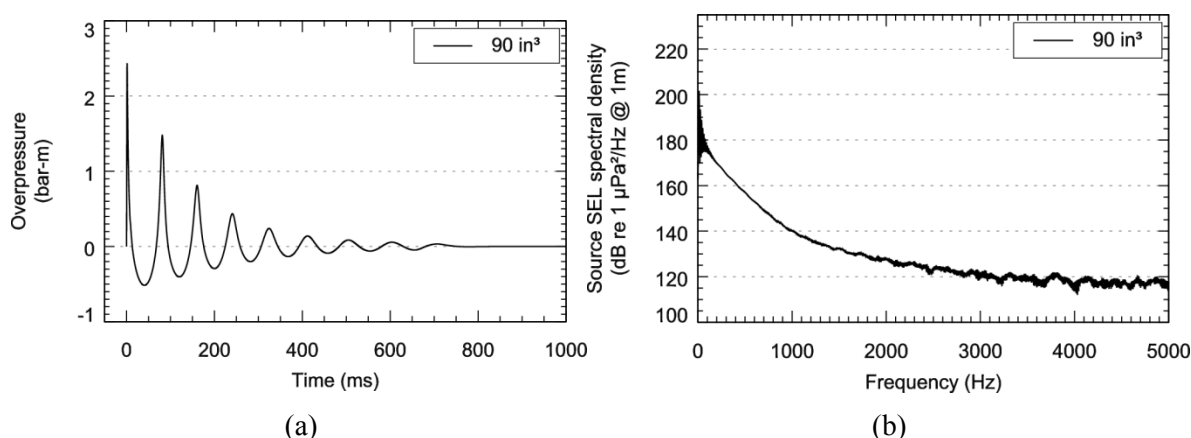 90 in³
3
2
1
0
-1
Overpressure
(bar-m)
0 200 400 600 800 1000
Time (ms)
(a)
90 in³
220
200
180
160
140
120
100
Source SEL spectral density
(dB re 1 µPa²/Hz @ 1m)
0 1000 2000 3000 4000 5000
Frequency (Hz)
(b)